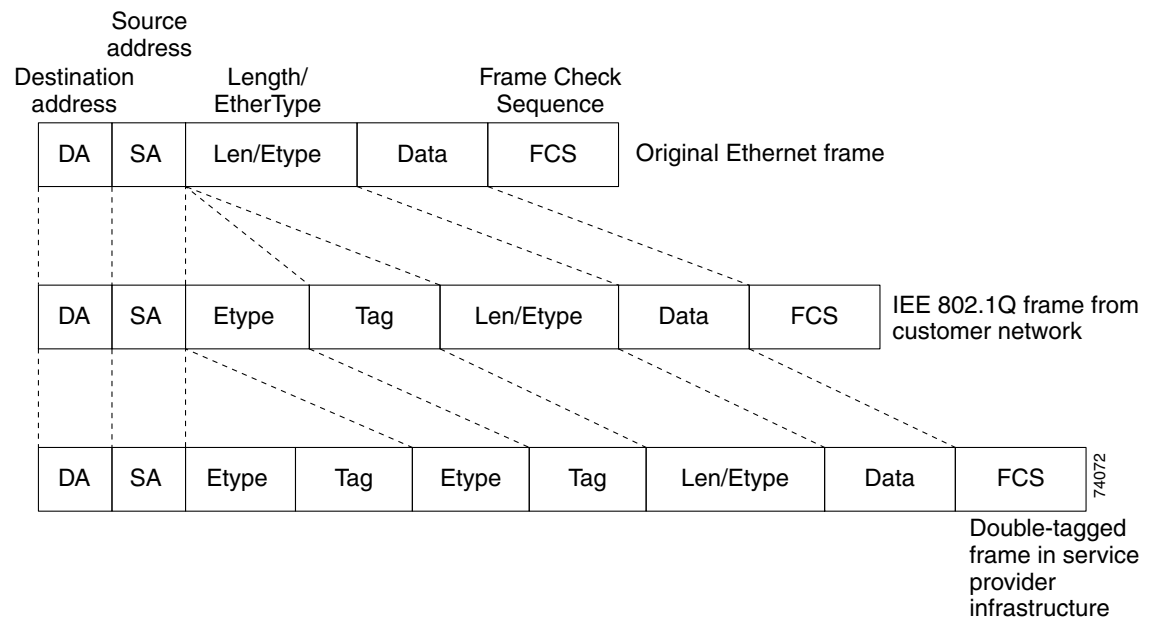 Source
address
Destination
address
Length/
EtherType
Frame Check
Sequence
DA SA Len/Etype Data FCS Original Ethernet frame
DA SA Etype Tag Len/Etype Data FCS
IEE 802.1Q frame from
customer network
DA SA Etype Tag Etype Tag Len/Etype Data FCS
74072
Double-tagged
frame in service
provider
infrastructure